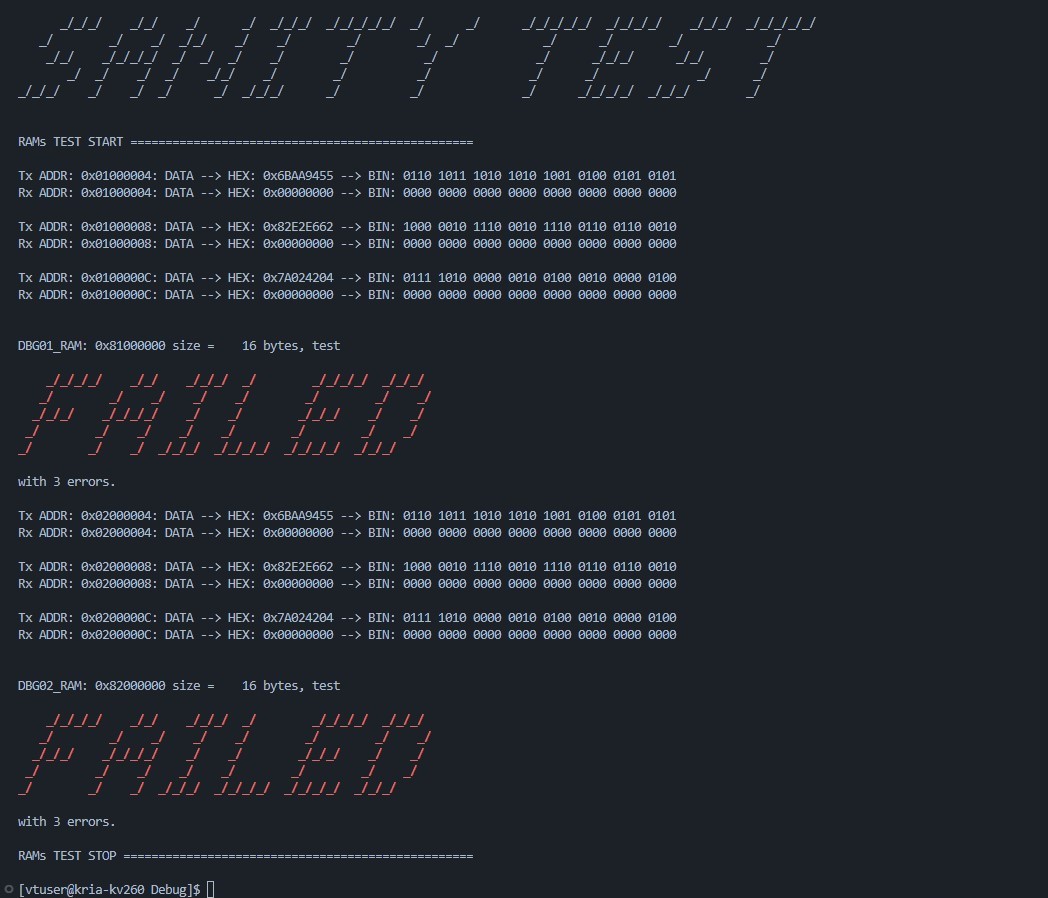 SANITY TEST
RAMs TEST START =================================================
Tx ADDR: 0x01000004: DATA --> HEX: 0x6BAA9455 --> BIN: 0110 1011 1010 1010 1001 0100 0101 0101
Rx ADDR: 0x01000004: DATA --> HEX: 0x00000000 --> BIN: 0000 0000 0000 0000 0000 0000 0000 0000
Tx ADDR: 0x01000008: DATA --> HEX: 0x82E2E662 --> BIN: 1000 0010 1110 0010 1110 0110 0110 0010
Rx ADDR: 0x01000008: DATA --> HEX: 0x00000000 --> BIN: 0000 0000 0000 0000 0000 0000 0000 0000
Tx ADDR: 0x0100000C: DATA --> HEX: 0x7A024204 --> BIN: 0111 1010 0000 0010 0100 0010 0000 0100
Rx ADDR: 0x0100000C: DATA --> HEX: 0x00000000 --> BIN: 0000 0000 0000 0000 0000 0000 0000 0000
DBG01_RAM: 0x81000000 size =    16 bytes, test
FAILED
with 3 errors.
Tx ADDR: 0x02000004: DATA --> HEX: 0x6BAA9455 --> BIN: 0110 1011 1010 1010 1001 0100 0101 0101
Rx ADDR: 0x02000004: DATA --> HEX: 0x00000000 --> BIN: 0000 0000 0000 0000 0000 0000 0000 0000
Tx ADDR: 0x02000008: DATA --> HEX: 0x82E2E662 --> BIN: 1000 0010 1110 0010 1110 0110 0110 0010
Rx ADDR: 0x02000008: DATA --> HEX: 0x00000000 --> BIN: 0000 0000 0000 0000 0000 0000 0000 0000
Tx ADDR: 0x0200000C: DATA --> HEX: 0x7A024204 --> BIN: 0111 1010 0000 0010 0100 0010 0000 0100
Rx ADDR: 0x0200000C: DATA --> HEX: 0x00000000 --> BIN: 0000 0000 0000 0000 0000 0000 0000 0000
DBG02_RAM: 0x82000000 size =    16 bytes, test
FAILED
with 3 errors.
RAMs TEST STOP ==================================================
[vtuser@kria-kv260 Debug]$